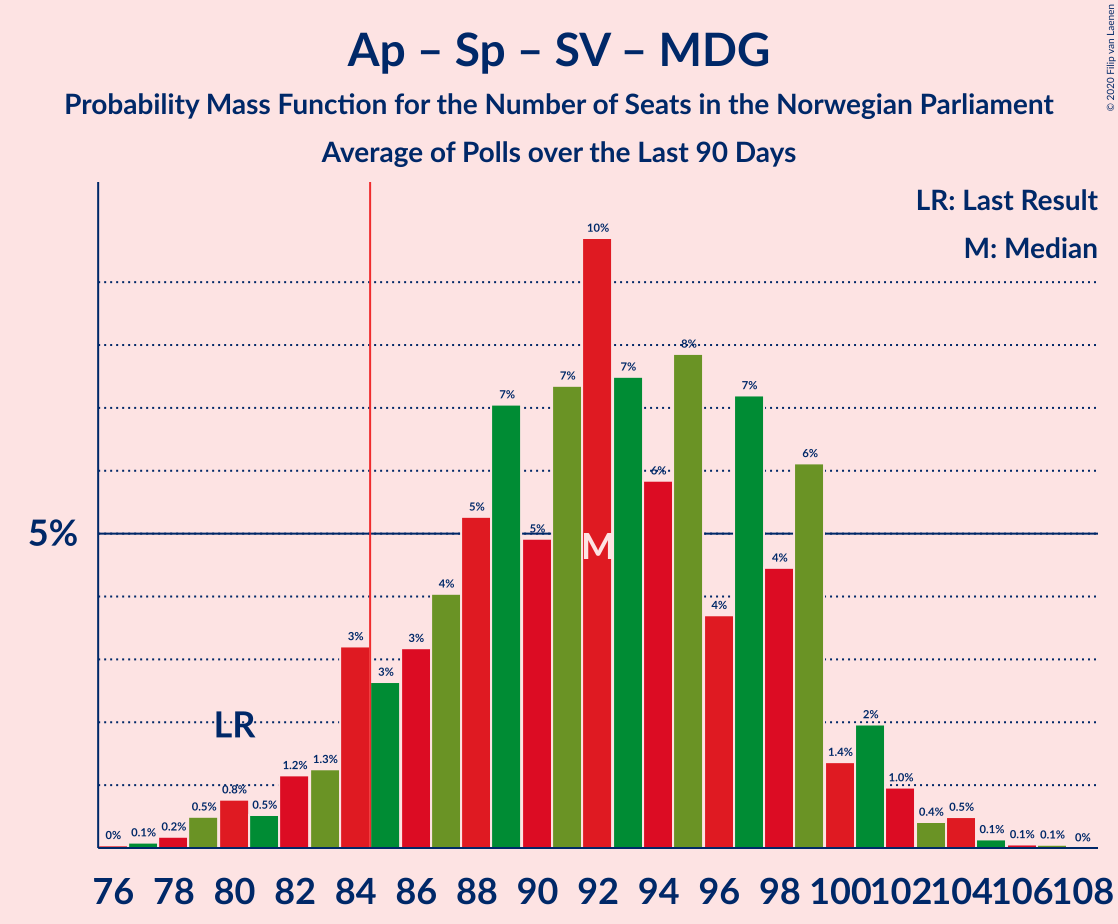 Ap – Sp – SV – MDG
Probability Mass Function for the Number of Seats in the Norwegian Parliament
Average of Polls over the Last 90 Days
© 2020 Filip van Laenen
LR: Last Result
M: Median
5%
LR
M
0% 0.1% 0.2% 0.5% 0.8% 0.5% 1.2% 1.3% 3% 3% 3% 4% 5% 7% 5% 7% 10% 7% 6% 8% 4% 7% 4% 6% 1.4% 2% 1.0% 0.4% 0.5% 0.1% 0.1% 0.1% 0%
76 78 80 82 84 86 88 90 92 94 96 98 100 102 104 106 108